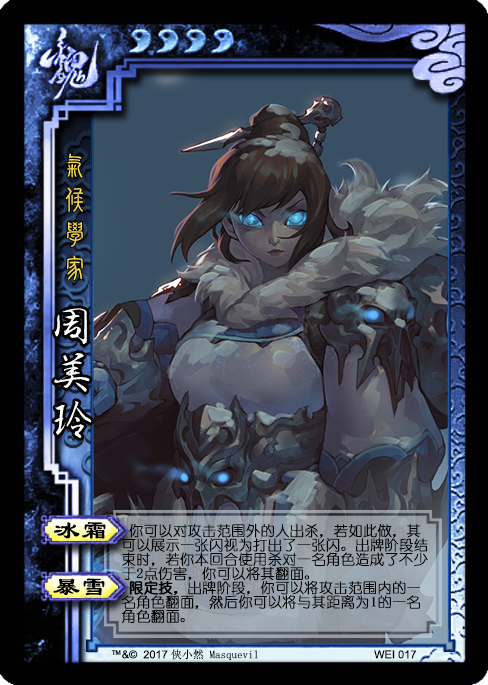 魏
氣候學家
周美玲
冰霜
你可以对攻击范围外的人出杀，若如此做，其
可以展示一张闪视为打出了一张闪。出牌阶段结
束时，若你本回合使用杀对一名角色造成了不少
于2点伤害，你可以将其翻面。
暴雪
限定技，出牌阶段，你可以将攻击范围内的一
名角色翻面，然后你可以将与其距离为1的一名
角色翻面。
™&© 2017 侠小然 Masquevil
WEI 017